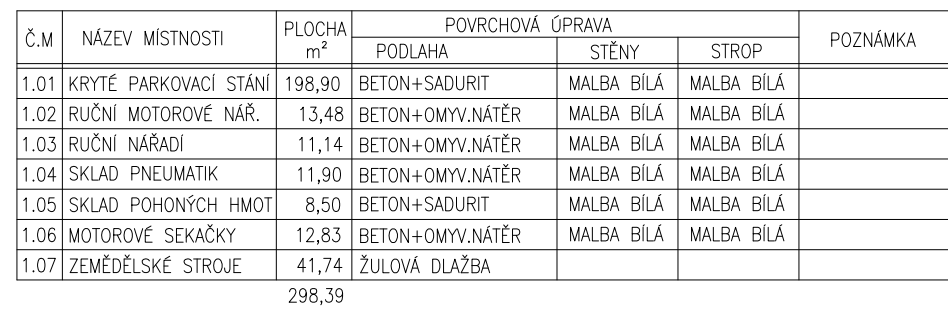 Č.M NÁZEV MÍSTNOSTI PLOCHA m² POVRCHOVÁ ÚPRAVA POZNÁMKA
PODLAHA STĚNY STROP
1.01 KRYTÉ PARKOVACÍ STÁNÍ 198,90 BETON+SADURIT MALBA BÍLÁ MALBA BÍLÁ
1.02 RUČNÍ MOTOROVÉ NÁŘ. 13,48 BETON+OMYV.NÁTĚR MALBA BÍLÁ MALBA BÍLÁ
1.03 RUČNÍ NÁŘADÍ 11,14 BETON+OMYV.NÁTĚR MALBA BÍLÁ MALBA BÍLÁ
1.04 SKLAD PNEUMATIK 11,90 BETON+OMYV.NÁTĚR MALBA BÍLÁ MALBA BÍLÁ
1.05 SKLAD POHONÝCH HMOT 8,50 BETON+SADURIT MALBA BÍLÁ MALBA BÍLÁ
1.06 MOTOROVÉ SEKAČKY 12,83 BETON+OMYV.NÁTĚR MALBA BÍLÁ MALBA BÍLÁ
1.07 ZEMĚDĚLSKÉ STROJE 41,74 ŽULOVÁ DLAŽBA
298,39